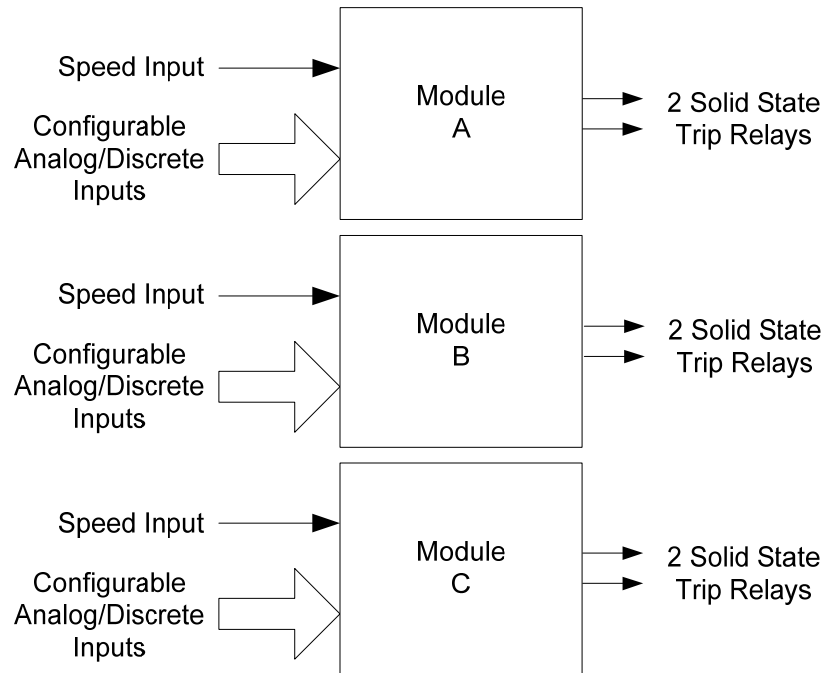 Speed Input
Configurable
Analog/Discrete
Inputs
Module
A
2 Solid State
Trip Relays
Speed Input
Configurable
Analog/Discrete
Inputs
Module
B
2 Solid State
Trip Relays
Speed Input
Configurable
Analog/Discrete
Inputs
Module
C
2 Solid State
Trip Relays